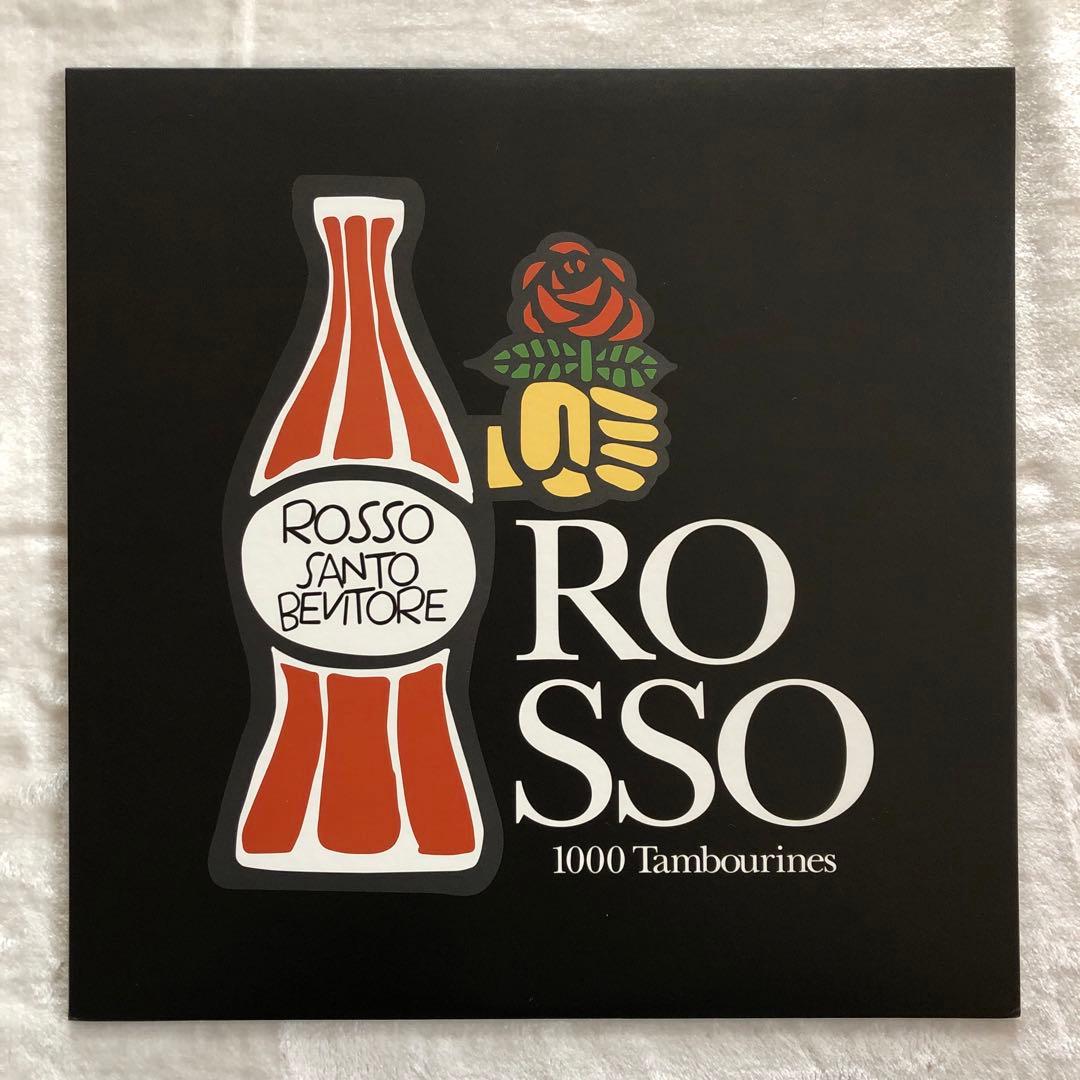 ROSSO
SANTO
BEVITORE
RO
SSO
1000 Tambourines